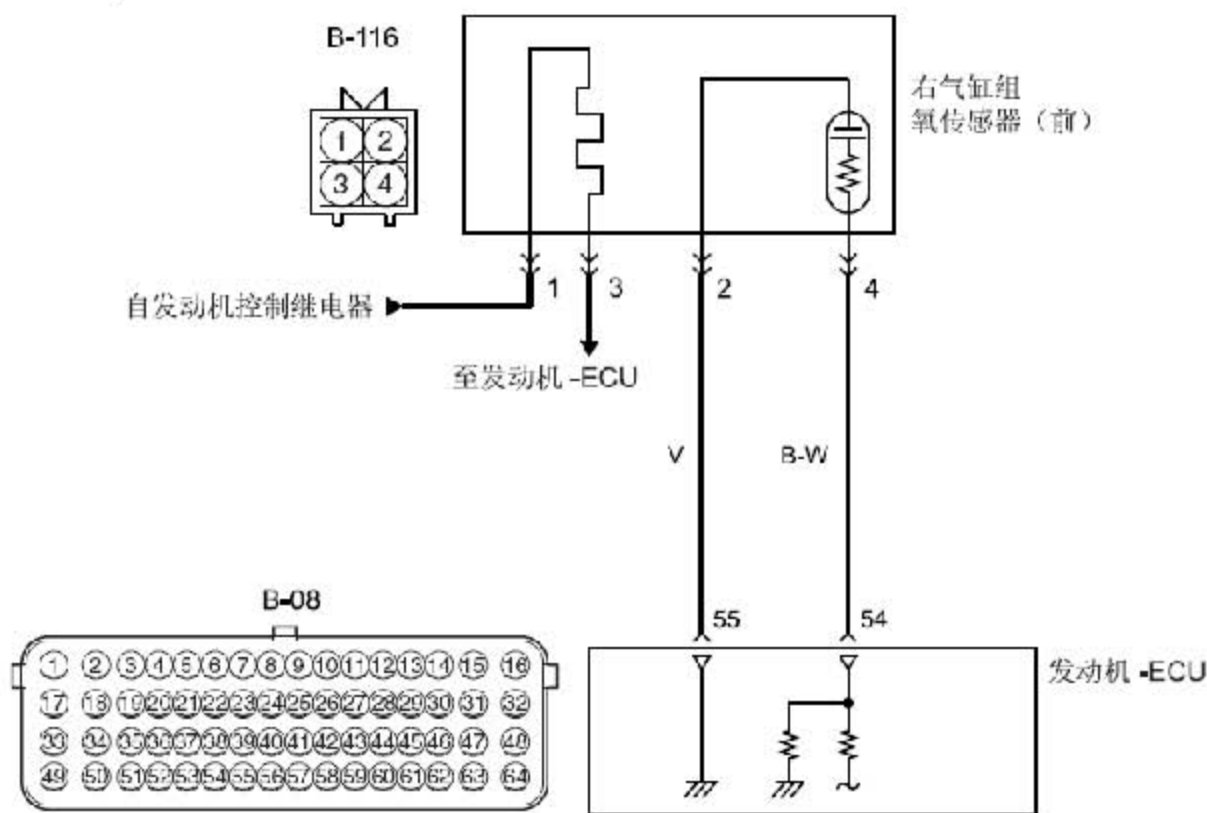 B-116
1 2
3 4
右气缸组
氧传感器（前）
1 3 2 4
自发动机控制继电器
至发动机 -ECU
V B-W
55 54
B-08
发动机 -ECU
1 2 3 4 5 6 7 8 9 10 11 12 13 14 15 16
17 18 19 20 21 22 23 24 25 26 27 28 29 30 31 32
33 34 35 36 37 38 39 40 41 42 43 44 45 46 47 48
49 50 51 52 53 54 55 56 57 58 59 60 61 62 63 64